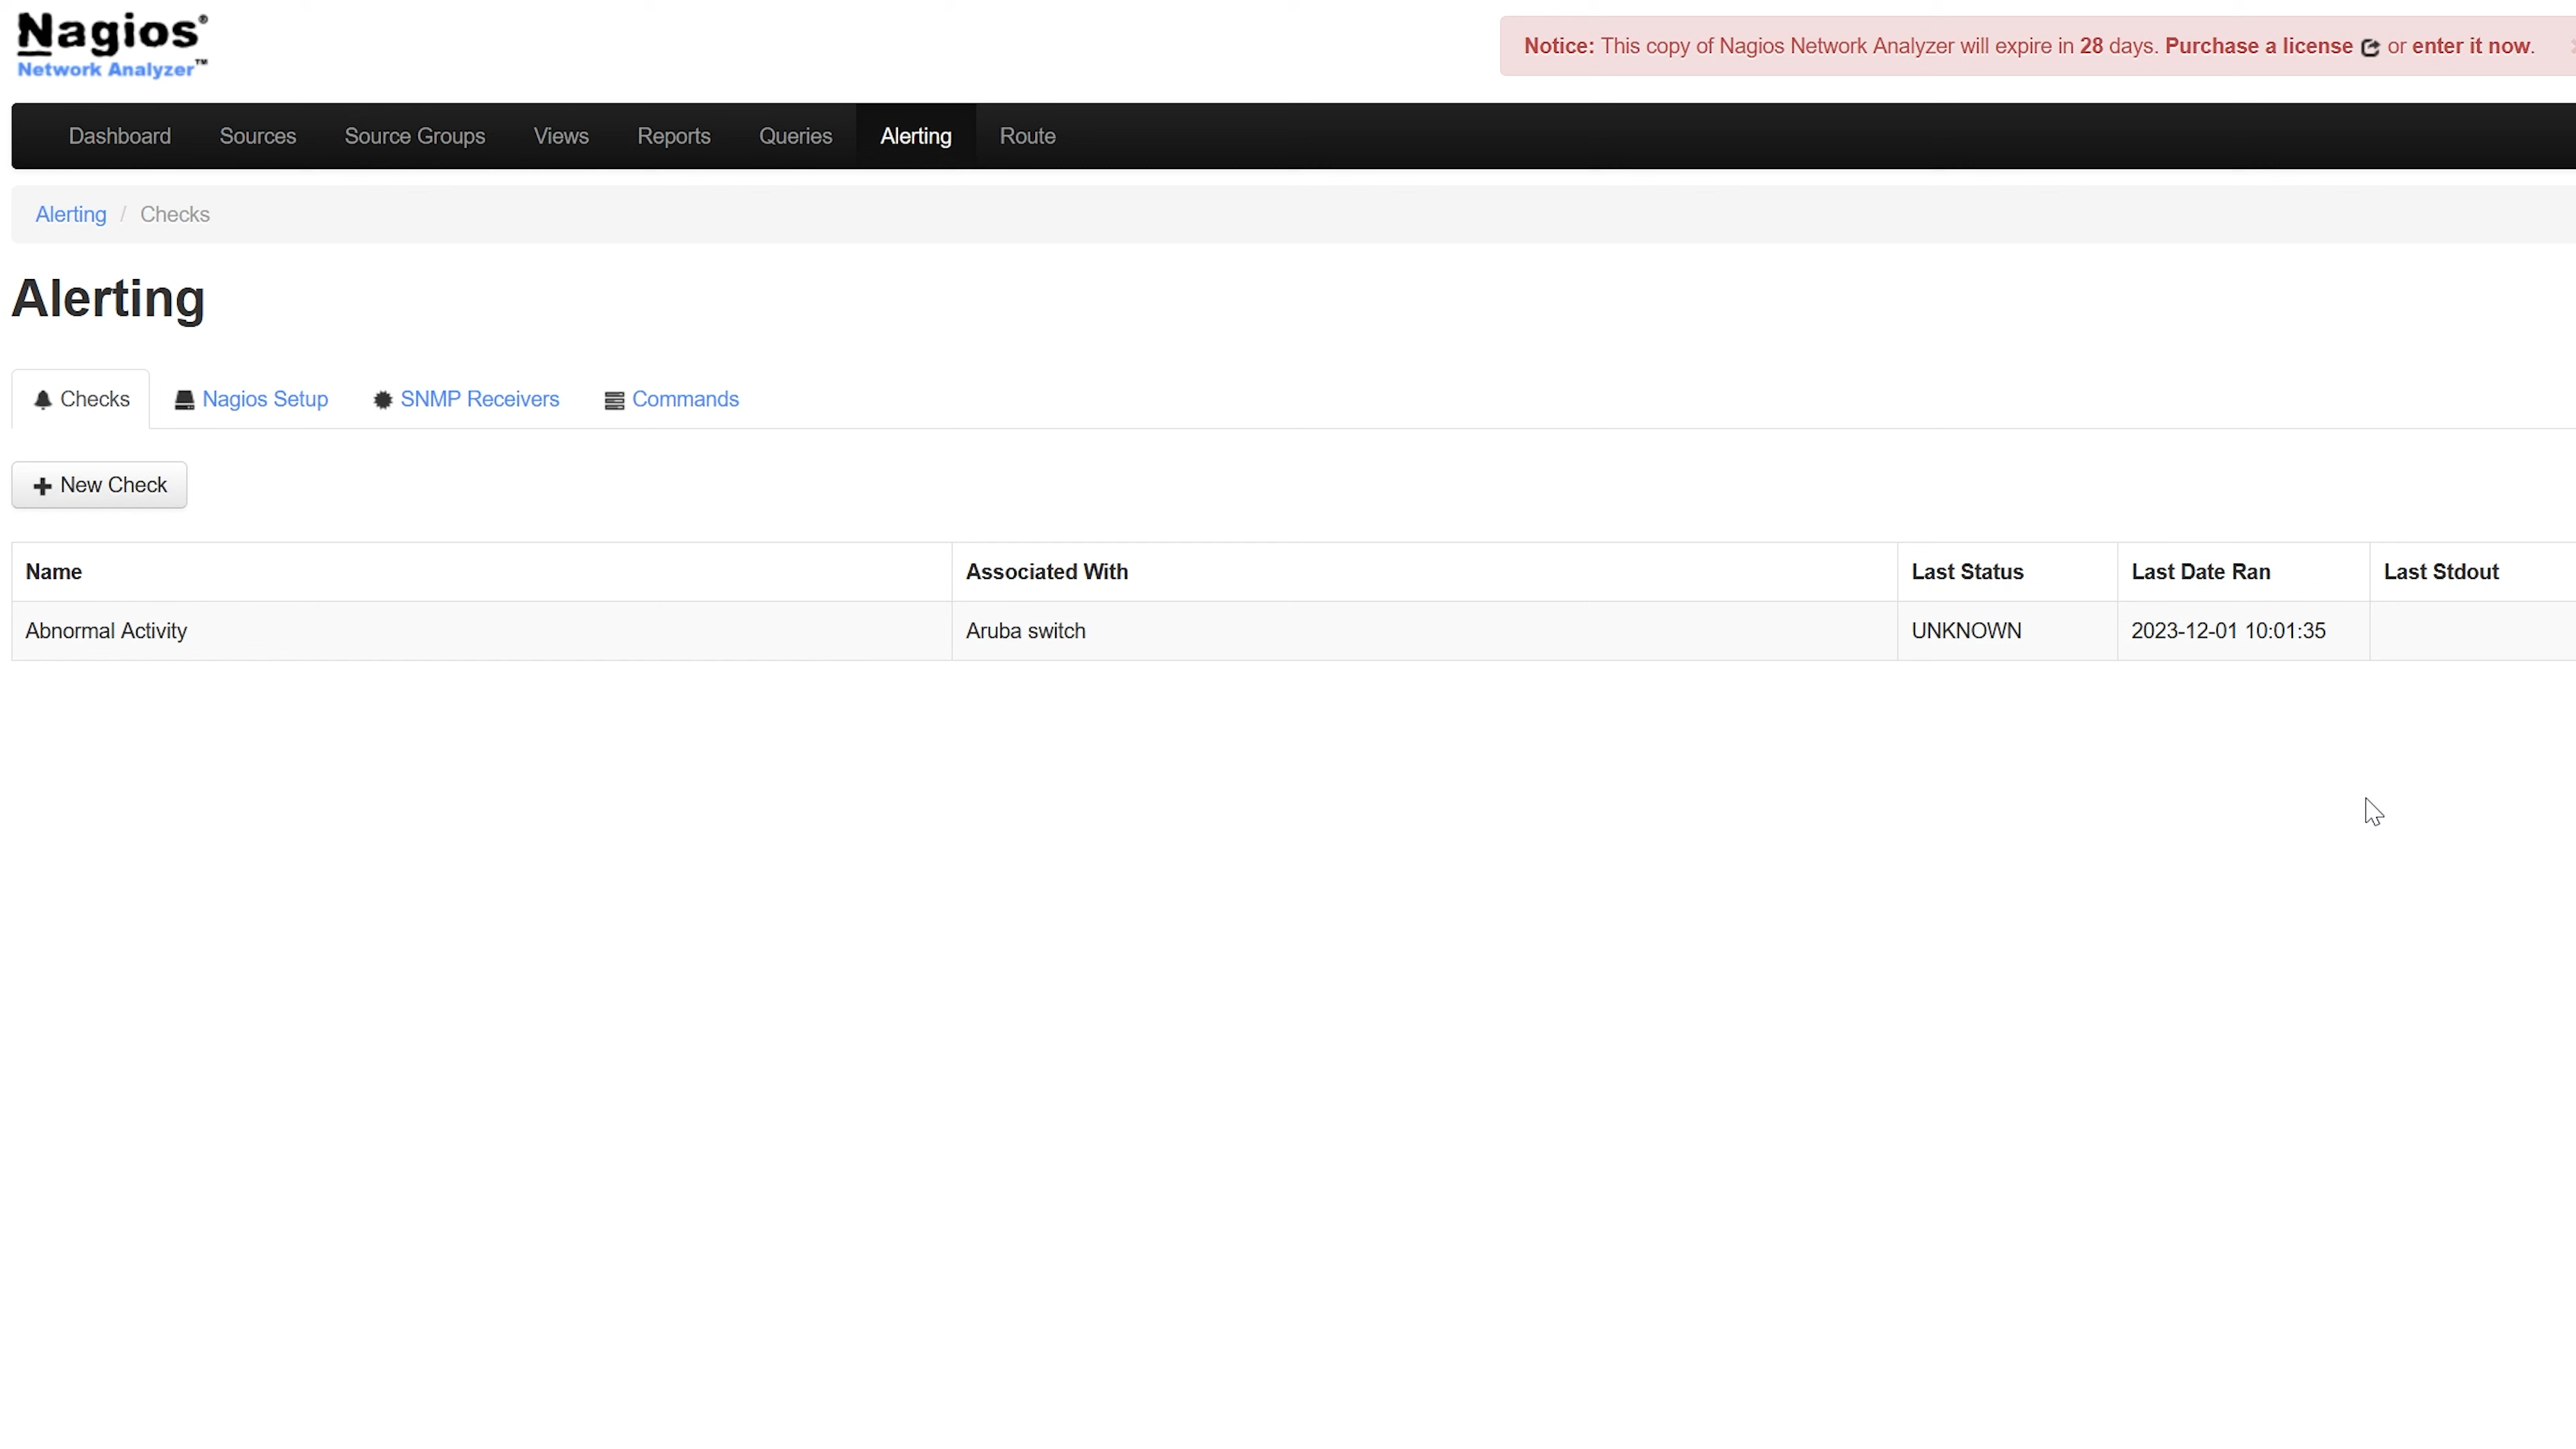 Nagios®
Network Analyzer™
Notice: This copy of Nagios Network Analyzer will expire in 28 days. Purchase a license or enter it now.
Dashboard Sources Source Groups Views Reports Queries Alerting Route
Alerting / Checks
Alerting
Checks Nagios Setup SNMP Receivers Commands
New Check
Name Associated With Last Status Last Date Ran Last Stdout
Abnormal Activity Aruba switch UNKNOWN 2023-12-01 10:01:35